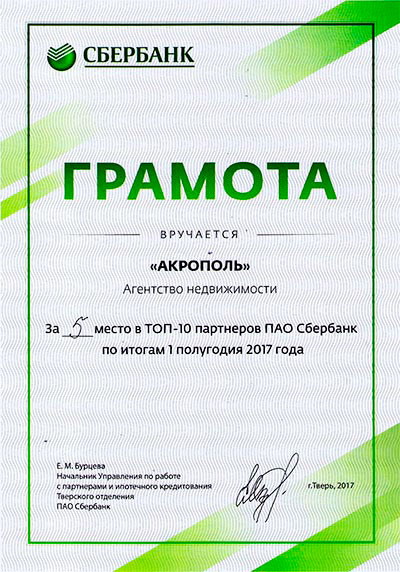 СБЕРБАНК
ГРАМОТА
ВРУЧАЕТСЯ
«АКРОПОЛЬ»
Агентство недвижимости
За 5 место в ТОП-10 партнеров ПАО Сбербанк
по итогам 1 полугодия 2017 года
Е. М. Бурцева
Начальник Управления по работе
с партнерами и ипотечного кредитования
Тверского отделения
ПАО Сбербанк
г.Тверь, 2017